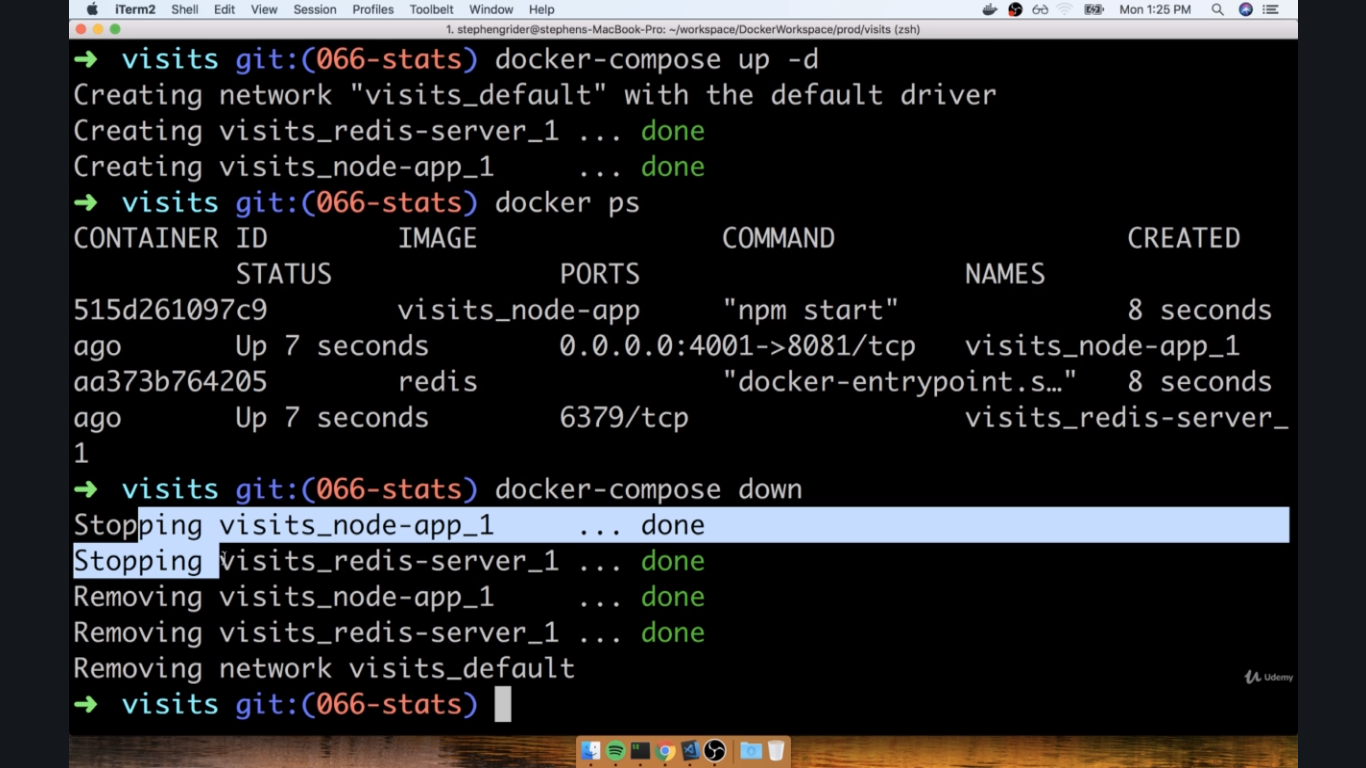 iTerm2 Shell Edit View Session Profiles Toolbelt Window Help Mon 1:25 PM
1. stephengrider@stephens-MacBook-Pro: ~/workspace/DockerWorkspace/prod/visits (zsh)
➜ visits git:(066-stats) docker-compose up -d
Creating network "visits_default" with the default driver
Creating visits_redis-server_1 ... done
Creating visits_node-app_1 ... done
➜ visits git:(066-stats) docker ps
CONTAINER ID IMAGE COMMAND CREATED
STATUS PORTS NAMES
515d261097c9 visits_node-app "npm start" 8 seconds
ago Up 7 seconds 0.0.0.0:4001->8081/tcp visits_node-app_1
aa373b764205 redis "docker-entrypoint.s…" 8 seconds
ago Up 7 seconds 6379/tcp visits_redis-server_
1
➜ visits git:(066-stats) docker-compose down
Stopping visits_node-app_1 ... done
Stopping visits_redis-server_1 ... done
Removing visits_node-app_1 ... done
Removing visits_redis-server_1 ... done
Removing network visits_default
Udemy
➜ visits git:(066-stats)